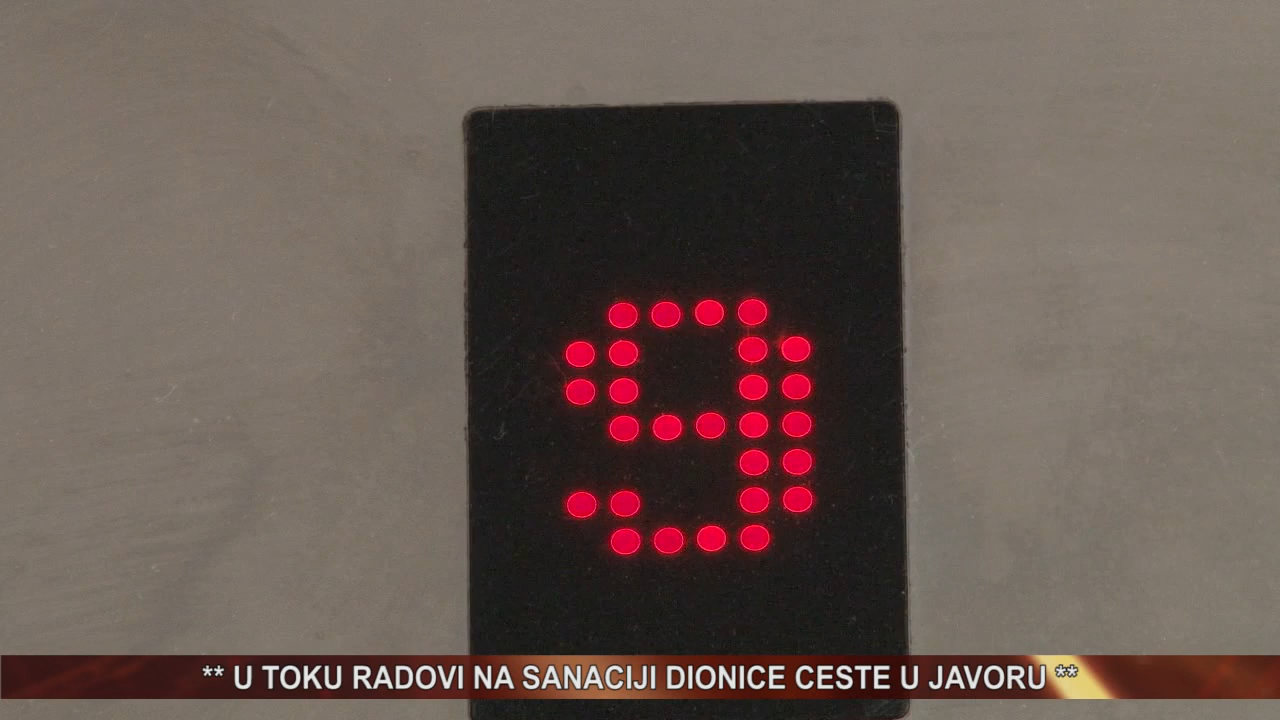 9
** U TOKU RADOVI NA SANACIJI DIONICE CESTE U JAVORU **